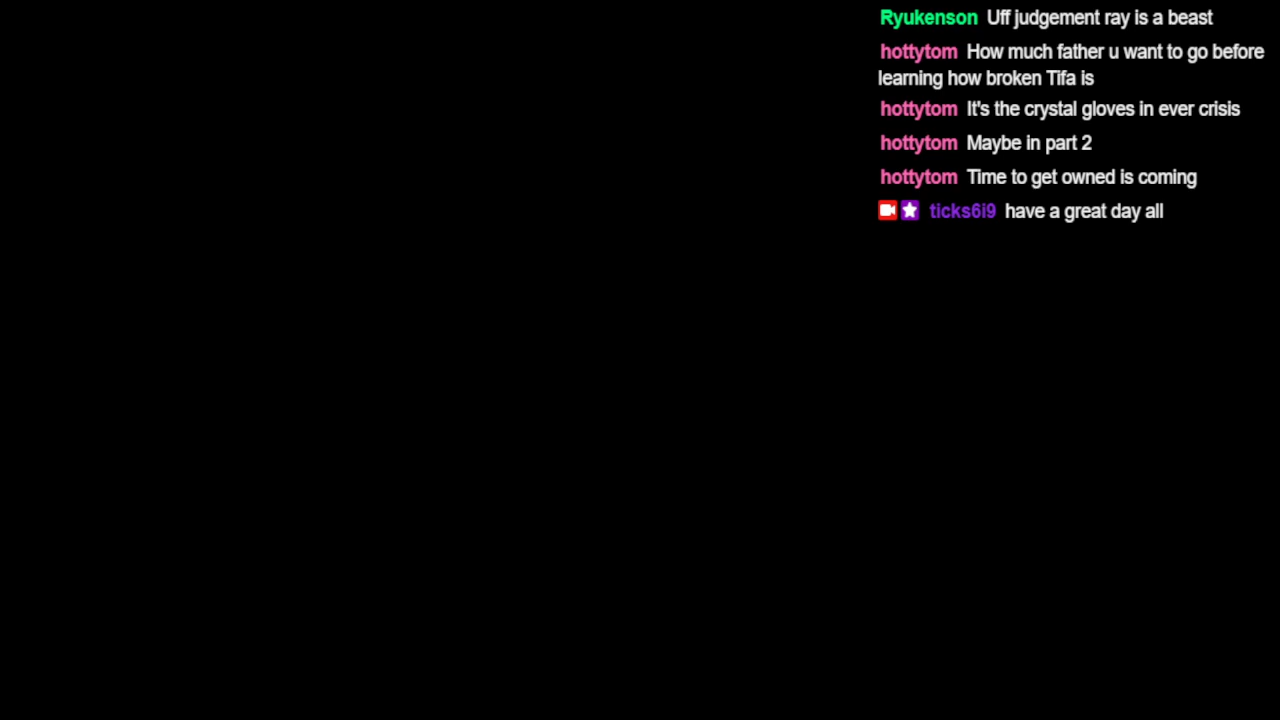 Ryukenson Uff judgement ray is a beast
hottytom How much father u want to go before
learning how broken Tifa is
hottytom It's the crystal gloves in ever crisis
hottytom Maybe in part 2
hottytom Time to get owned is coming
ticks6i9 have a great day all